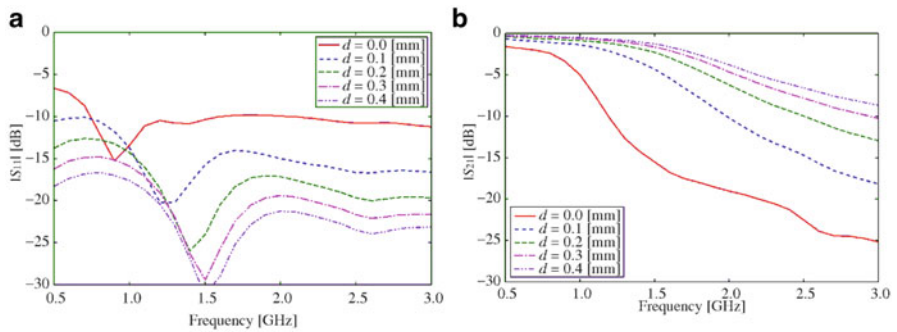 a
|S11| [dB]
0
−5
−10
−15
−20
−25
−30
d = 0.0 [mm]
d = 0.1 [mm]
d = 0.2 [mm]
d = 0.3 [mm]
d = 0.4 [mm]
0.5 1.0 1.5 2.0 2.5 3.0
Frequency [GHz]
b
|S21| [dB]
0
−5
−10
−15
−20
−25
−30
d = 0.0 [mm]
d = 0.1 [mm]
d = 0.2 [mm]
d = 0.3 [mm]
d = 0.4 [mm]
0.5 1.0 1.5 2.0 2.5 3.0
Frequency [GHz]